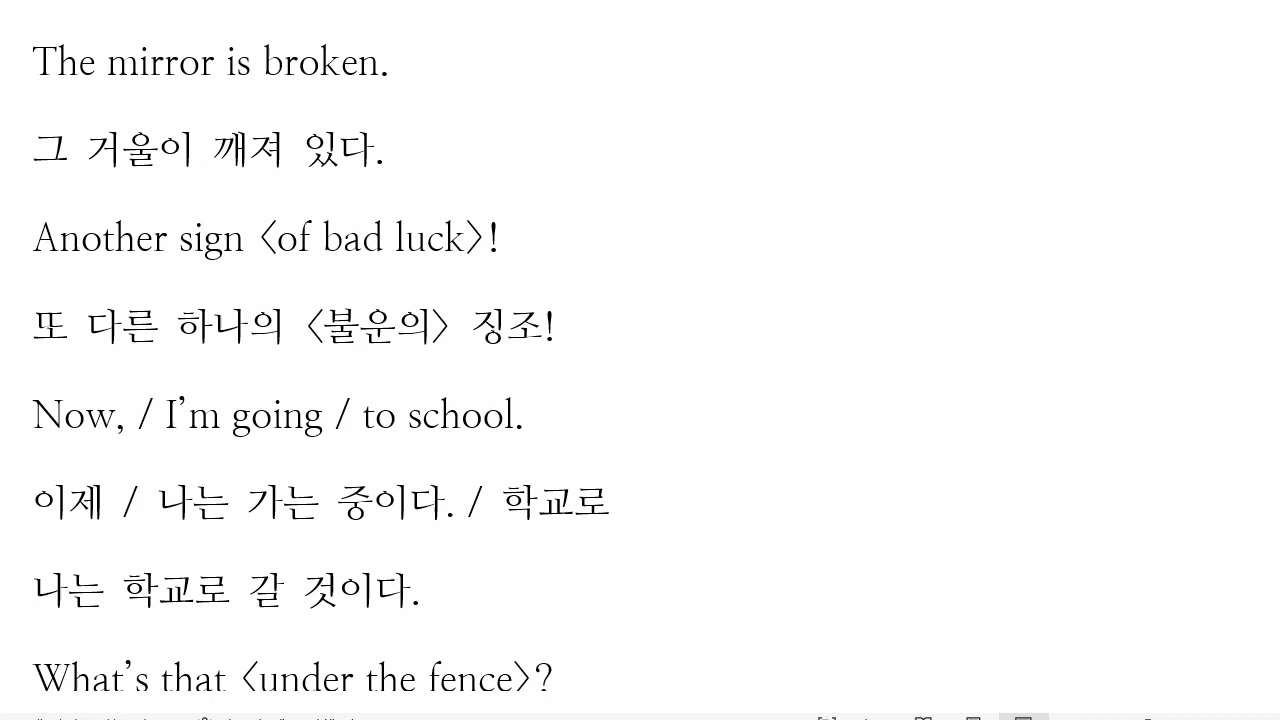 The mirror is broken.
그 거울이 깨져 있다.
Another sign 〈of bad luck〉!
또 다른 하나의 〈불운의〉 징조!
Now, / I’m going / to school.
이제 / 나는 가는 중이다. / 학교로
나는 학교로 갈 것이다.
What’s that 〈under the fence〉?